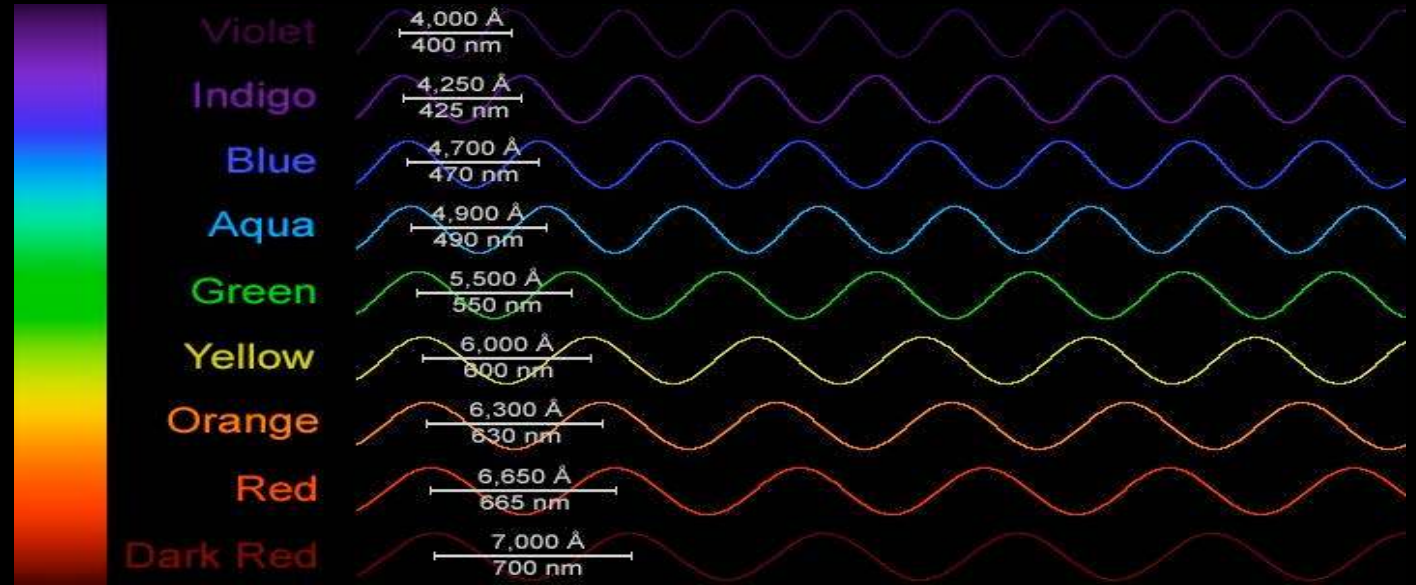 Violet
4,000 Å
400 nm
Indigo
4,250 Å
425 nm
Blue
4,700 Å
470 nm
Aqua
4,900 Å
490 nm
Green
5,500 Å
550 nm
Yellow
6,000 Å
600 nm
Orange
6,300 Å
630 nm
Red
6,650 Å
665 nm
Dark Red
7,000 Å
700 nm